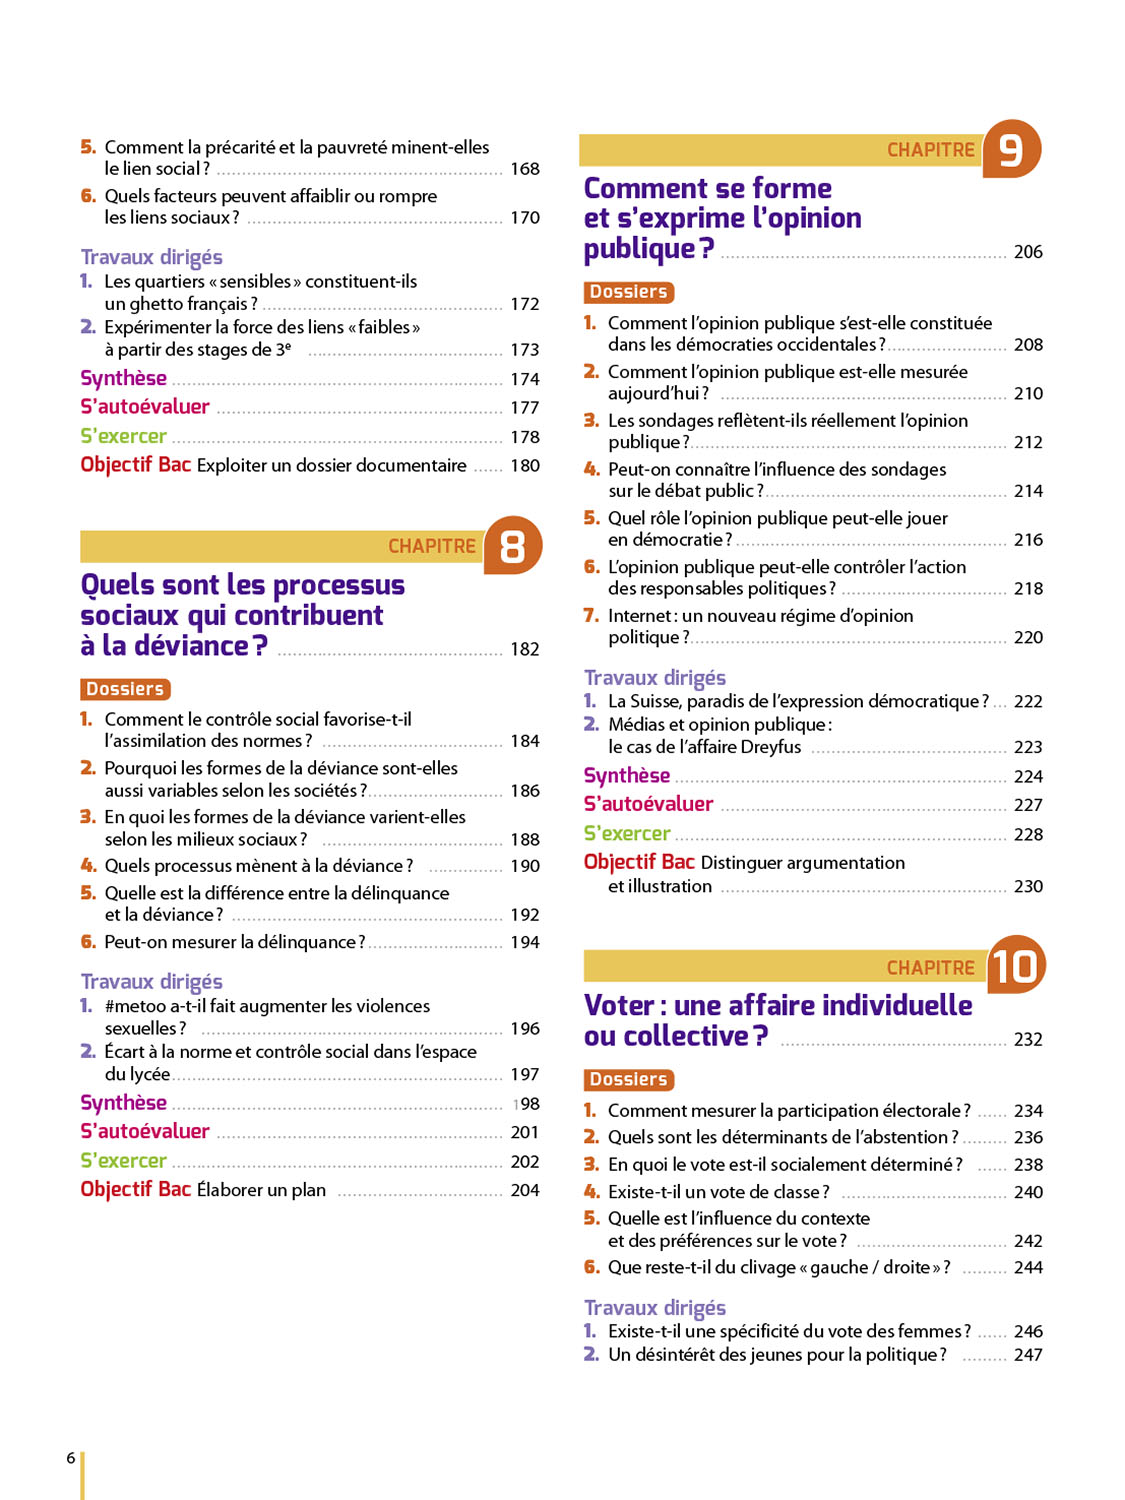 5. Comment la précarité et la pauvreté minent-elles
le lien social ? ........ 168
6. Quels facteurs peuvent affaiblir ou rompre
les liens sociaux ? ........ 170
Travaux dirigés
1. Les quartiers « sensibles » constituent-ils
un ghetto français ? ........ 172
2. Expérimenter la force des liens « faibles »
à partir des stages de 3e ........ 173
Synthèse ........ 174
S'autoévaluer ........ 177
S'exercer ........ 178
Objectif Bac Exploiter un dossier documentaire ...... 180
CHAPITRE 8
Quels sont les processus
sociaux qui contribuent
à la déviance ? ........ 182
Dossiers
1. Comment le contrôle social favorise-t-il
l'assimilation des normes ? ........ 184
2. Pourquoi les formes de la déviance sont-elles
aussi variables selon les sociétés ? ........ 186
3. En quoi les formes de la déviance varient-elles
selon les milieux sociaux ? ........ 188
4. Quels processus mènent à la déviance ? ........ 190
5. Quelle est la différence entre la délinquance
et la déviance ? ........ 192
6. Peut-on mesurer la délinquance ? ........ 194
Travaux dirigés
1. #metoo a-t-il fait augmenter les violences
sexuelles ? ........ 196
2. Écart à la norme et contrôle social dans l'espace
du lycée ........ 197
Synthèse ........ 198
S'autoévaluer ........ 201
S'exercer ........ 202
Objectif Bac Élaborer un plan ........ 204
CHAPITRE 9
Comment se forme
et s'exprime l'opinion
publique ? ........ 206
Dossiers
1. Comment l'opinion publique s'est-elle constituée
dans les démocraties occidentales ? ........ 208
2. Comment l'opinion publique est-elle mesurée
aujourd'hui ? ........ 210
3. Les sondages reflètent-ils réellement l'opinion
publique ? ........ 212
4. Peut-on connaître l'influence des sondages
sur le débat public ? ........ 214
5. Quel rôle l'opinion publique peut-elle jouer
en démocratie ? ........ 216
6. L'opinion publique peut-elle contrôler l'action
des responsables politiques ? ........ 218
7. Internet : un nouveau régime d'opinion
politique ? ........ 220
Travaux dirigés
1. La Suisse, paradis de l'expression démocratique ? ... 222
2. Médias et opinion publique :
le cas de l'affaire Dreyfus ........ 223
Synthèse ........ 224
S'autoévaluer ........ 227
S'exercer ........ 228
Objectif Bac Distinguer argumentation
et illustration ........ 230
CHAPITRE 10
Voter : une affaire individuelle
ou collective ? ........ 232
Dossiers
1. Comment mesurer la participation électorale ? ...... 234
2. Quels sont les déterminants de l'abstention ? ........ 236
3. En quoi le vote est-il socialement déterminé ? ...... 238
4. Existe-t-il un vote de classe ? ........ 240
5. Quelle est l'influence du contexte
et des préférences sur le vote ? ........ 242
6. Que reste-t-il du clivage « gauche / droite » ? ........ 244
Travaux dirigés
1. Existe-t-il une spécificité du vote des femmes ? ...... 246
2. Un désintérêt des jeunes pour la politique ? ........ 247
6